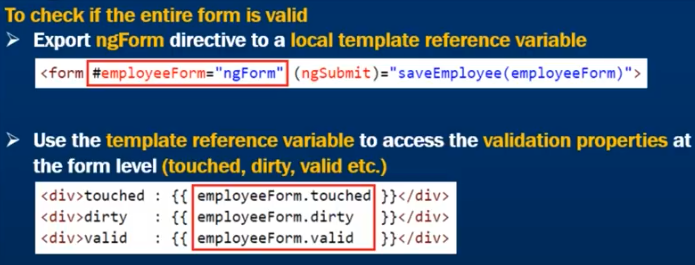 To check if the entire form is valid
➢ Export ngForm directive to a local template reference variable
<form #employeeForm="ngForm" (ngSubmit)="saveEmployee(employeeForm)">
➢ Use the template reference variable to access the validation properties at
the form level (touched, dirty, valid etc.)
<div>touched : {{ employeeForm.touched }}</div>
<div>dirty   : {{ employeeForm.dirty   }}</div>
<div>valid   : {{ employeeForm.valid   }}</div>